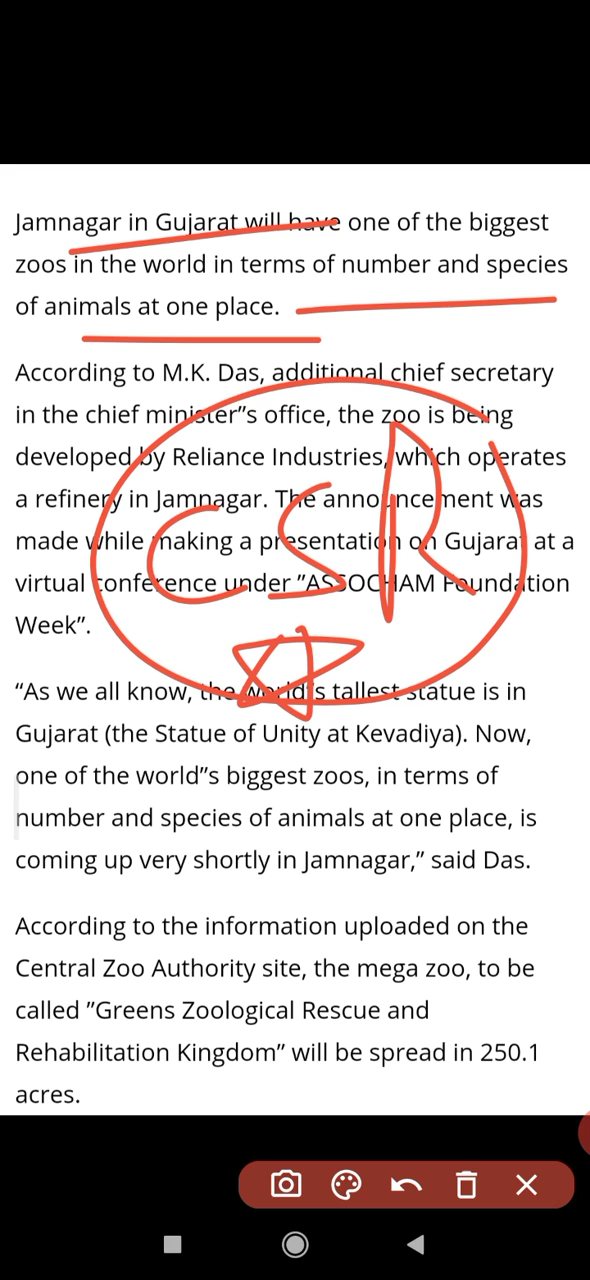 Jamnagar in Gujarat will have one of the biggest
zoos in the world in terms of number and species
of animals at one place.
According to M.K. Das, additional chief secretary
in the chief minister"s office, the zoo is being
developed by Reliance Industries, which operates
a refinery in Jamnagar. The announcement was
made while making a presentation on Gujarat at a
virtual conference under "ASSOCHAM Foundation
Week".
CSR
“As we all know, the world"s tallest statue is in
Gujarat (the Statue of Unity at Kevadiya). Now,
one of the world"s biggest zoos, in terms of
number and species of animals at one place, is
coming up very shortly in Jamnagar,” said Das.
According to the information uploaded on the
Central Zoo Authority site, the mega zoo, to be
called "Greens Zoological Rescue and
Rehabilitation Kingdom” will be spread in 250.1
acres.